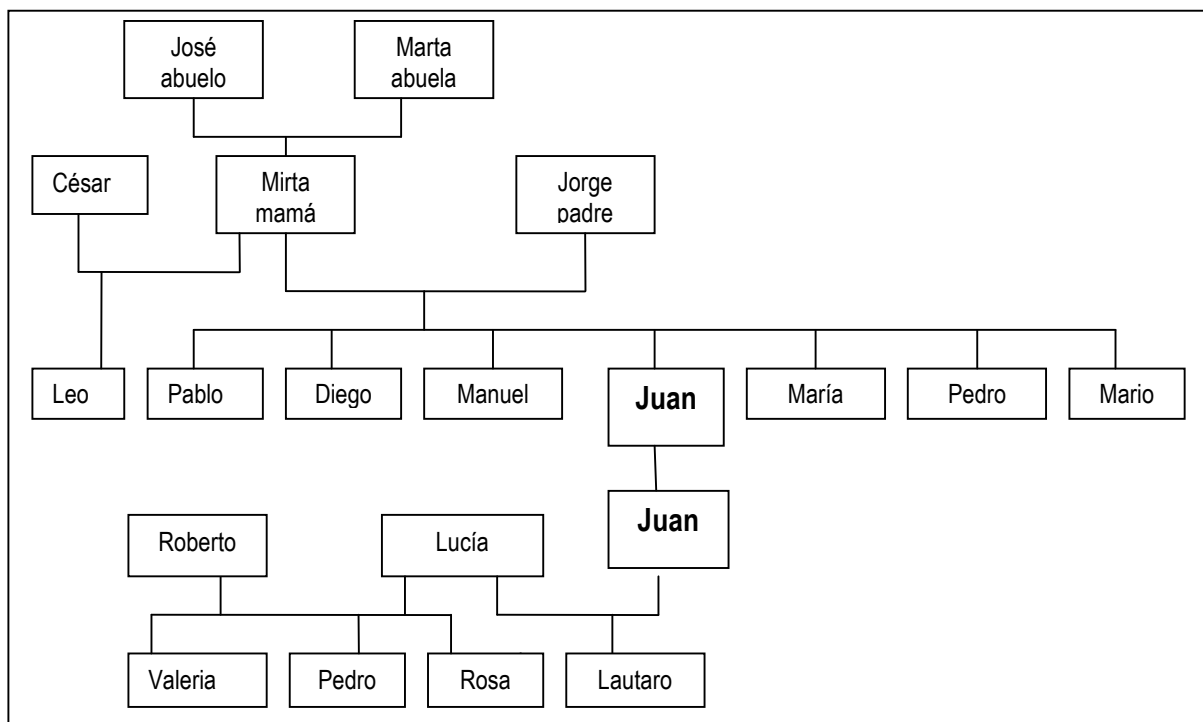 José
abuelo
Marta
abuela
César
Mirta
mamá
Jorge
padre
Leo
Pablo
Diego
Manuel
Juan
María
Pedro
Mario
Juan
Roberto
Lucía
Valeria
Pedro
Rosa
Lautaro